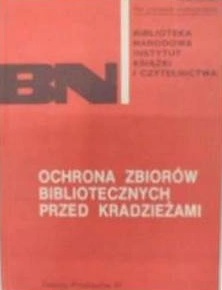 BN
BIBLIOTEKA
NARODOWA
INSTYTUT
KSIĄŻKI
I CZYTELNICTWA
OCHRONA ZBIORÓW
BIBLIOTECZNYCH
PRZED KRADZIEŻAMI